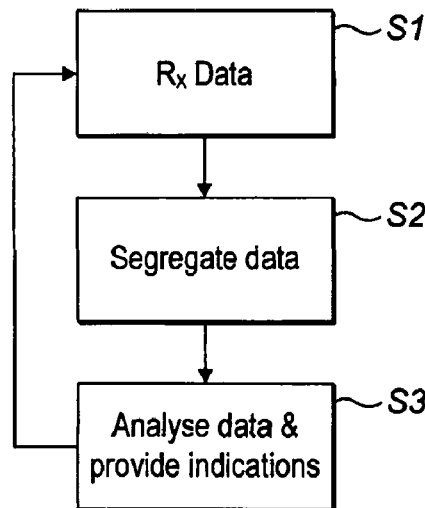 S1
Rx Data
S2
Segregate data
S3
Analyse data &
provide indications